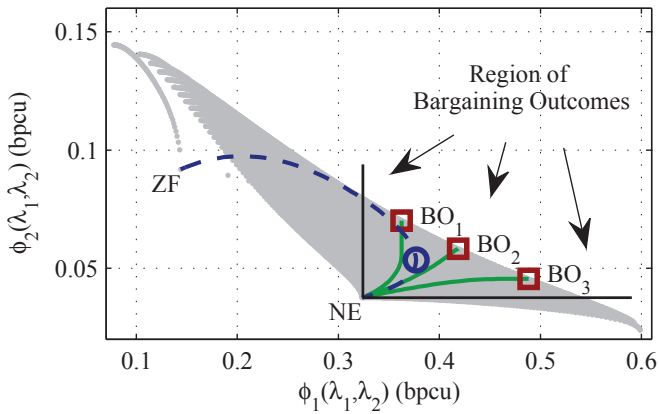 0.15
0.1
0.05
ϕ₂(λ₁,λ₂) (bpcu)
Region of
Bargaining Outcomes
ZF
BO₁
BO₂
BO₃
NE
0.1 0.2 0.3 0.4 0.5 0.6
ϕ₁(λ₁,λ₂) (bpcu)